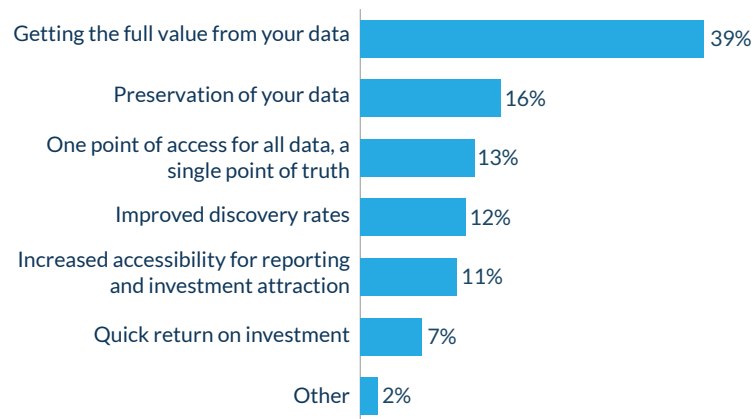 Getting the full value from your data
39%
Preservation of your data
16%
One point of access for all data, a
single point of truth
13%
Improved discovery rates
12%
Increased accessibility for reporting
and investment attraction
11%
Quick return on investment
7%
Other
2%